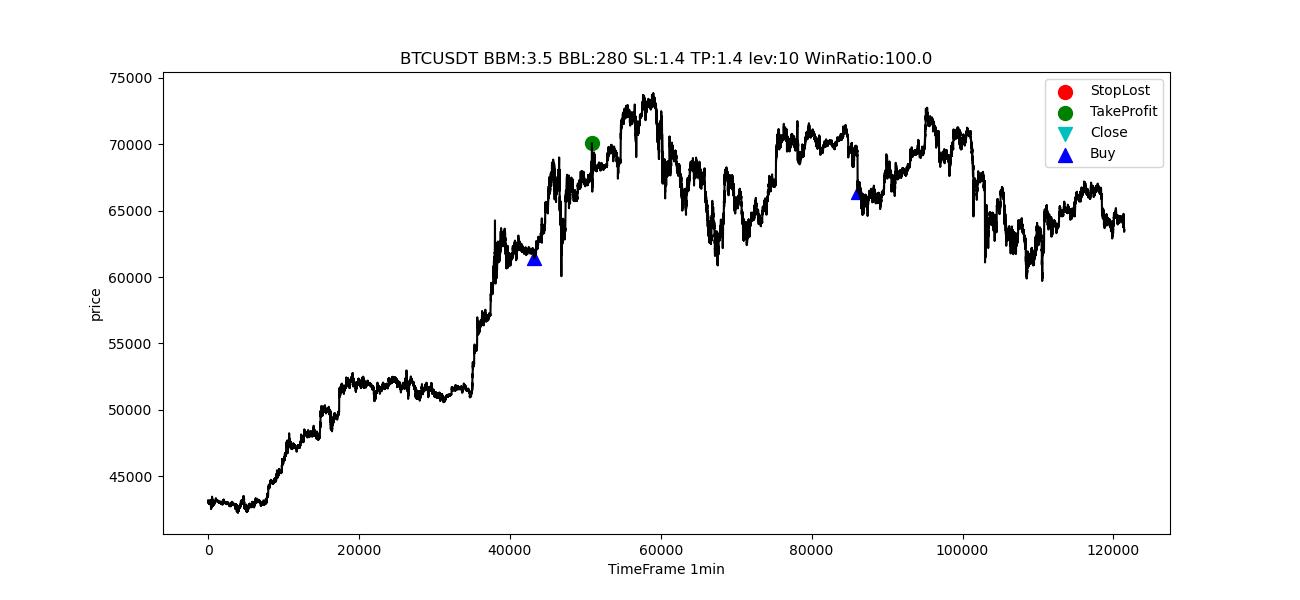 BTCUSDT BBM:3.5 BBL:280 SL:1.4 TP:1.4 lev:10 WinRatio:100.0
StopLost
TakeProfit
Close
Buy
75000
70000
65000
60000
55000
50000
45000
price
0 20000 40000 60000 80000 100000 120000
TimeFrame 1min